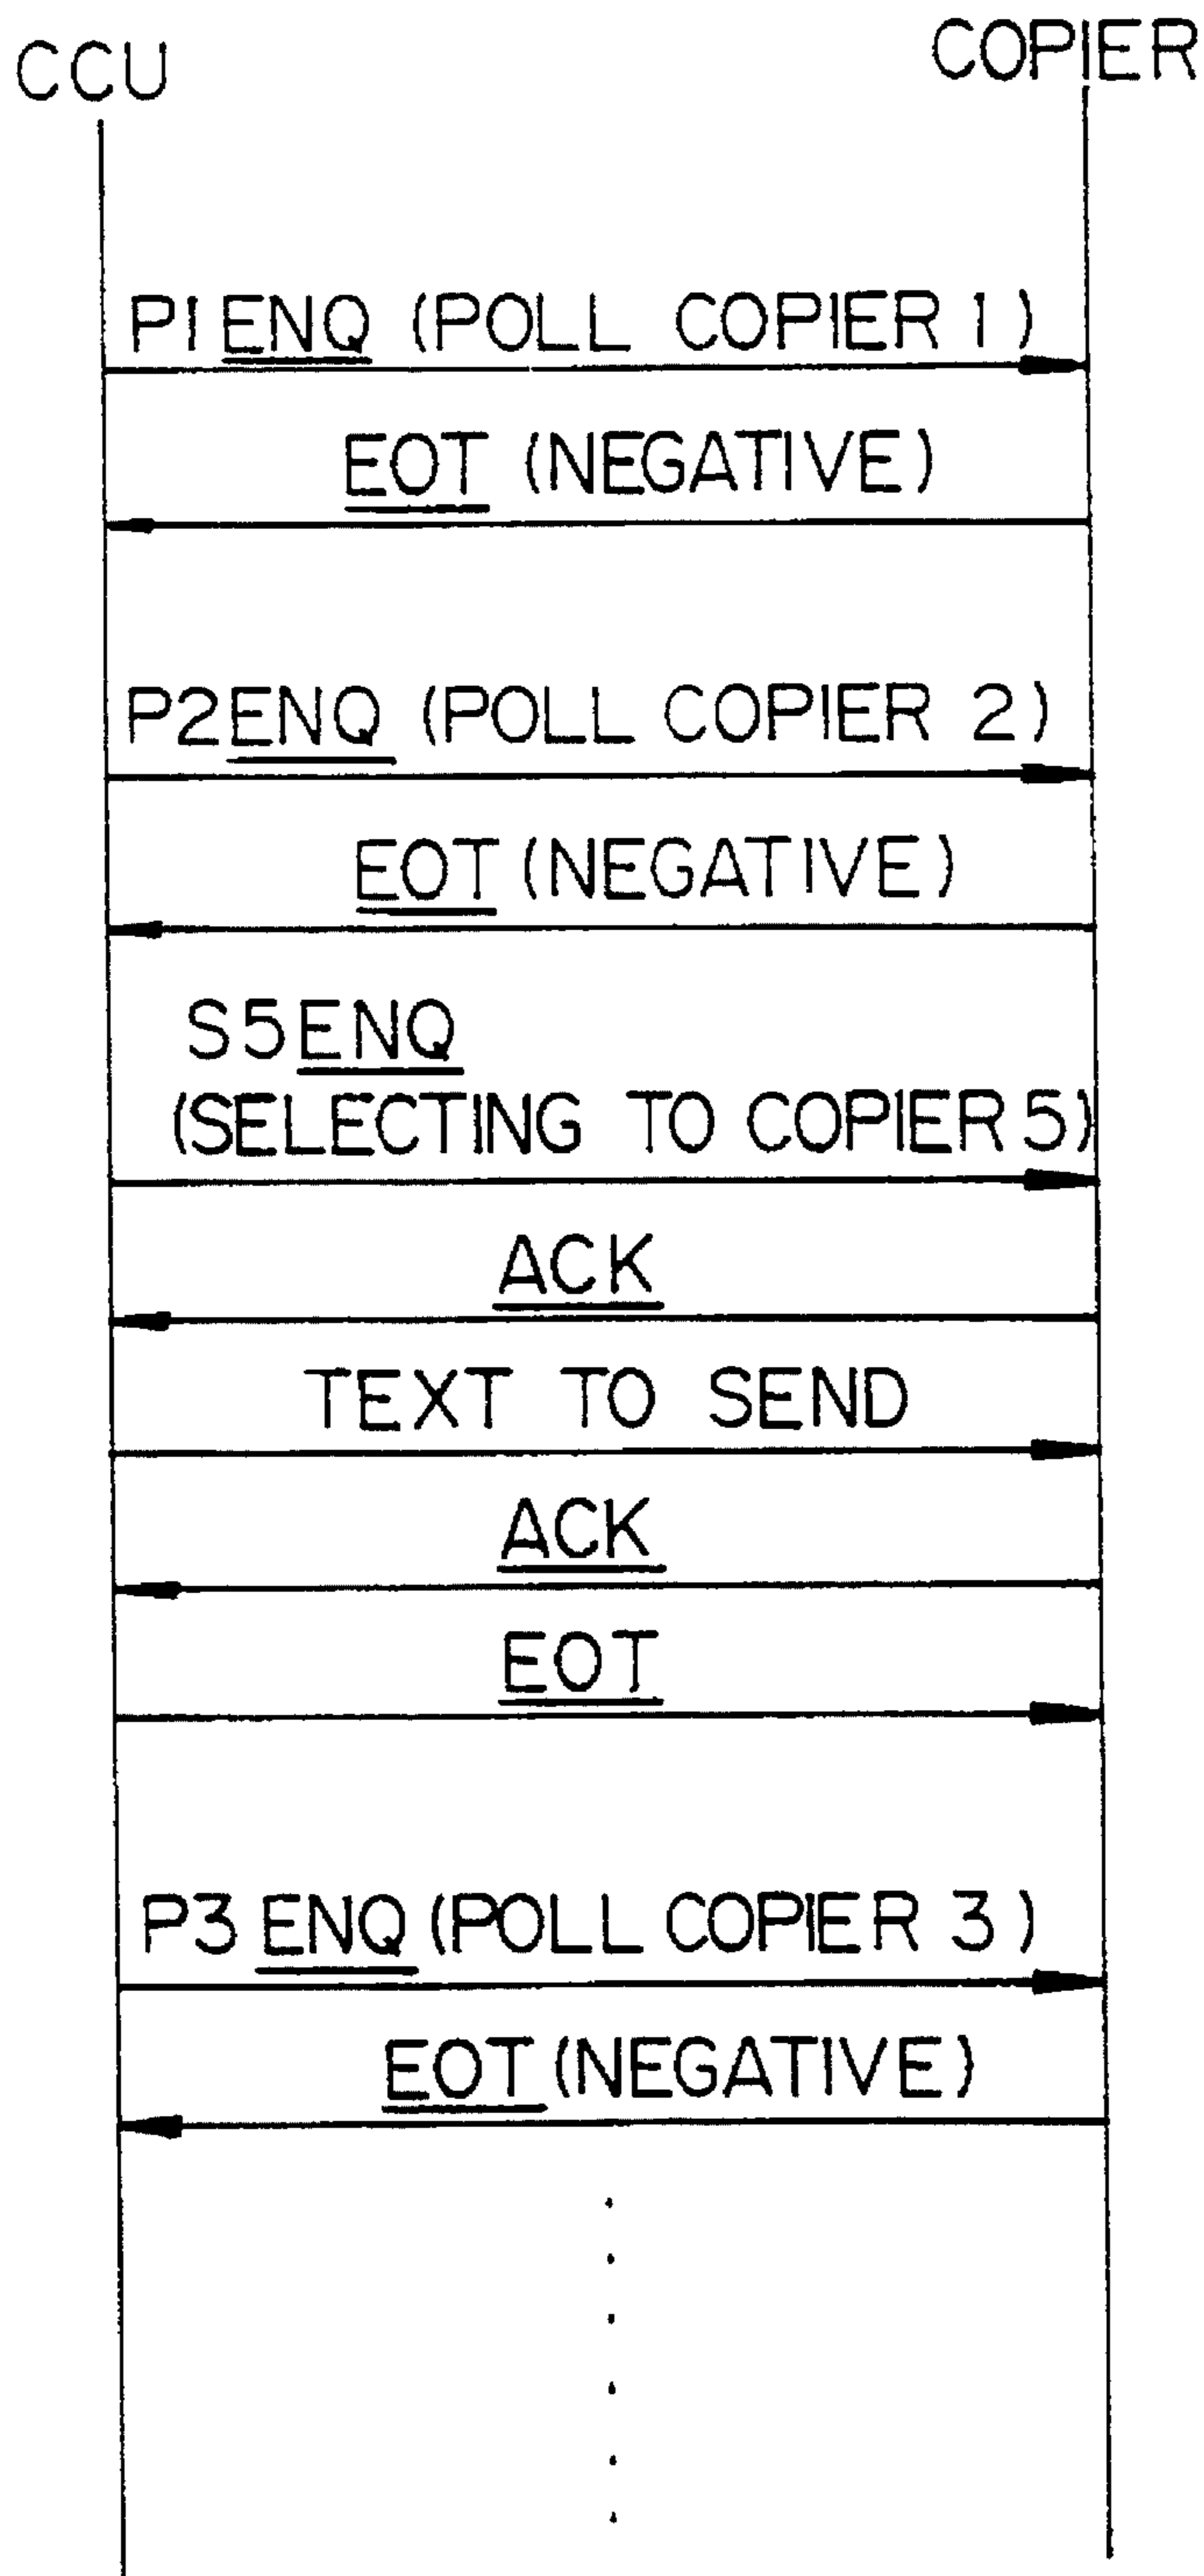 CCU
COPIER
P1 ENQ (POLL COPIER 1)
EOT (NEGATIVE)
P2 ENQ (POLL COPIER 2)
EOT (NEGATIVE)
S5 ENQ
(SELECTING TO COPIER 5)
ACK
TEXT TO SEND
ACK
EOT
P3 ENQ (POLL COPIER 3)
EOT (NEGATIVE)